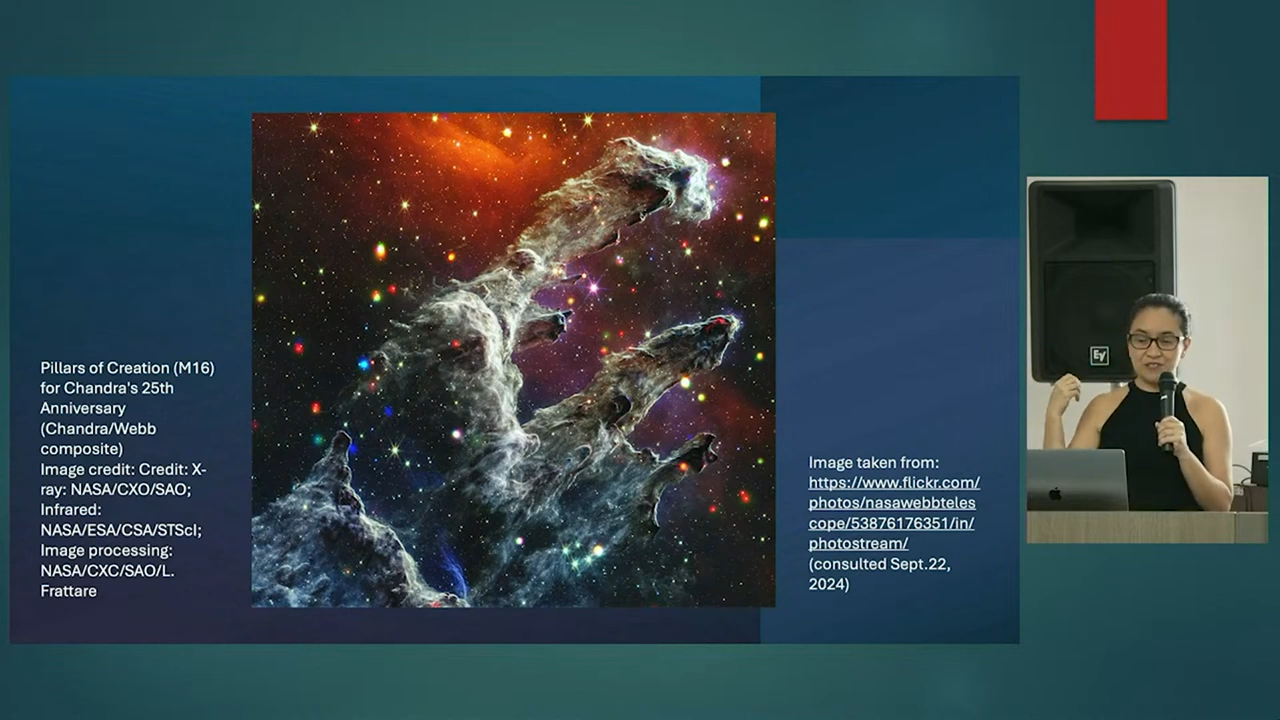 Pillars of Creation (M16)
for Chandra's 25th
Anniversary
(Chandra/Webb
composite)
Image credit: Credit: X-
ray: NASA/CXO/SAO;
Infrared:
NASA/ESA/CSA/STScI;
Image processing:
NASA/CXC/SAO/L.
Frattare
Image taken from:
https://www.flickr.com/
photos/nasawebbteles
cope/53876176351/in/
photostream/
(consulted Sept.22,
2024)
EV